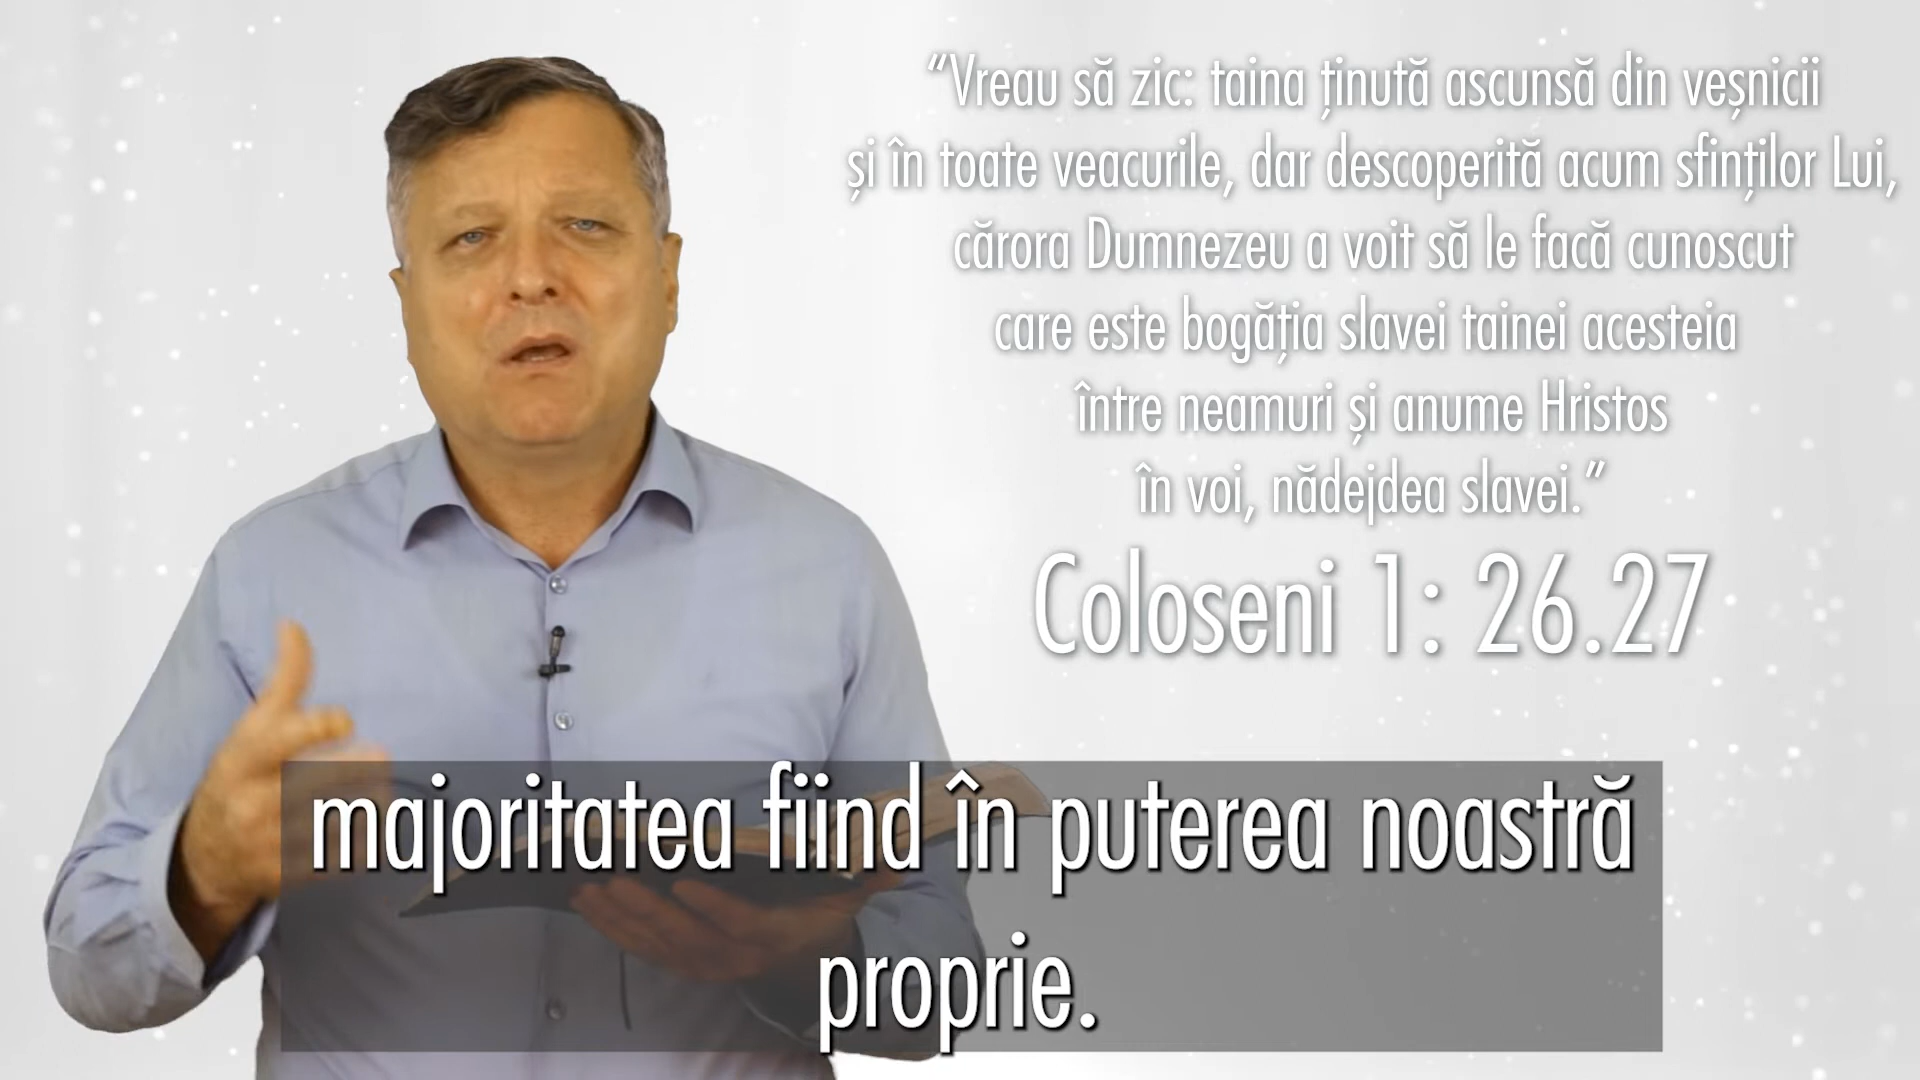 “Vreau să zic: taina ținută ascunsă din veșnicii
și în toate veacurile, dar descoperită acum sfinților Lui,
cărora Dumnezeu a voit să le facă cunoscut
care este bogăția slavei tainei acesteia
între neamuri și anume Hristos
în voi, nădejdea slavei.”
Coloseni 1: 26.27
majoritatea fiind în puterea noastră
proprie.